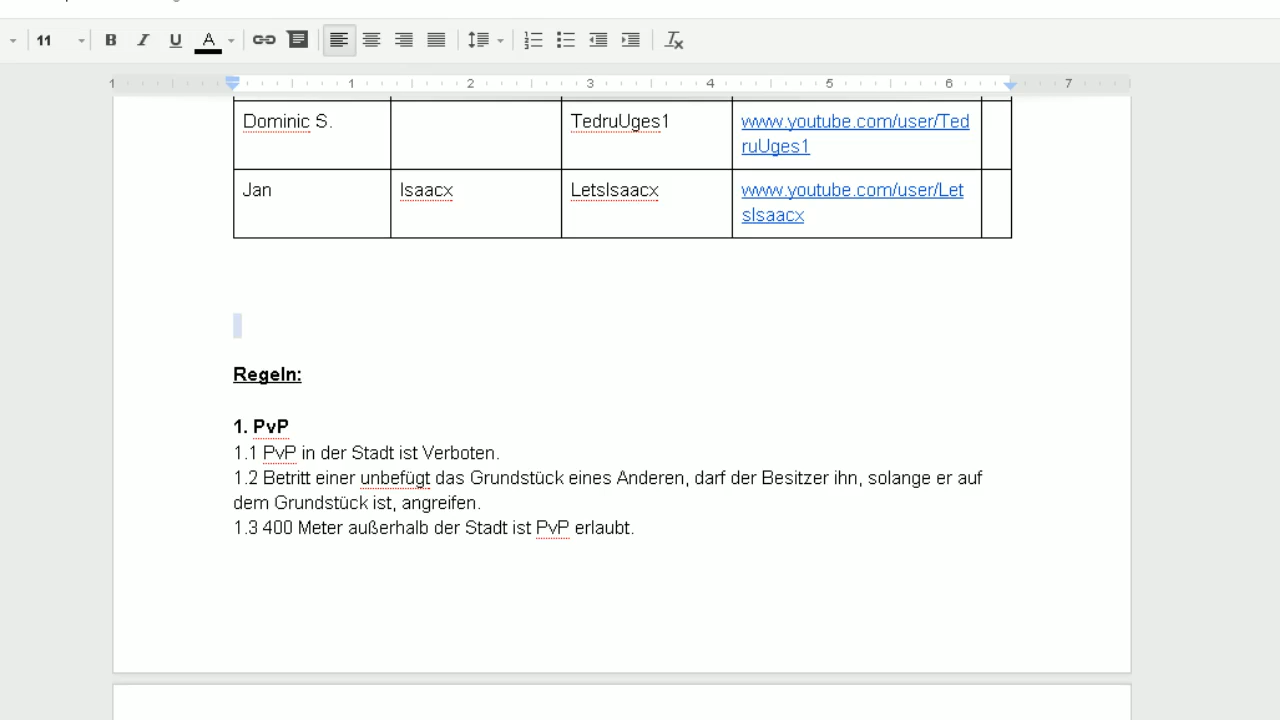 11 B I U A
1 1 2 3 4 5 6 7
Dominic S. TedruUges1 www.youtube.com/user/Ted
ruUges1
Jan Isaacx LetsIsaacx www.youtube.com/user/Let
sIsaacx
Regeln:
1. PvP
1.1 PvP in der Stadt ist Verboten.
1.2 Betritt einer unbefügt das Grundstück eines Anderen, darf der Besitzer ihn, solange er auf
dem Grundstück ist, angreifen.
1.3 400 Meter außerhalb der Stadt ist PvP erlaubt.